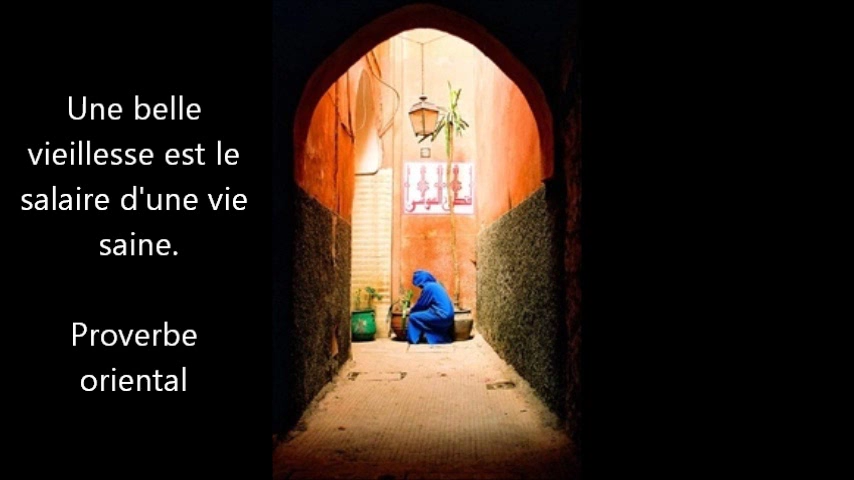 Une belle
vieillesse est le
salaire d'une vie
saine.
Proverbe
oriental